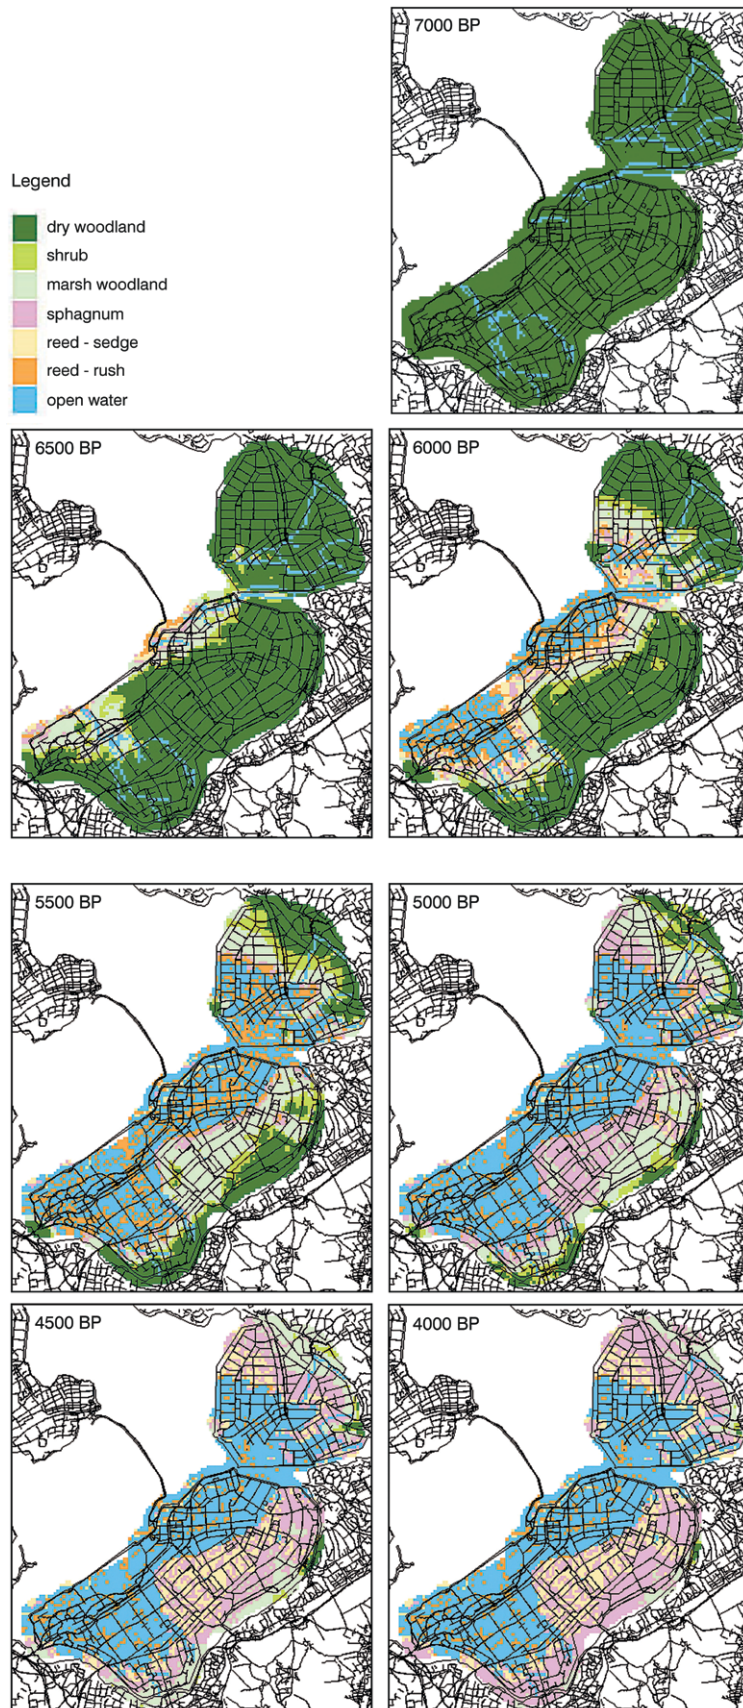 7000 BP
Legend
dry woodland
shrub
marsh woodland
sphagnum
reed - sedge
reed - rush
open water
6500 BP
6000 BP
5500 BP
5000 BP
4500 BP
4000 BP